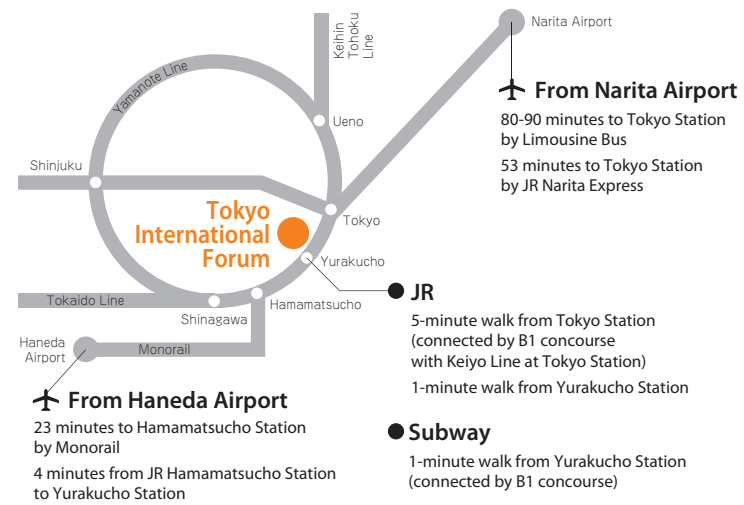 Keihin
Tohoku
Line
Narita Airport
Yamanote Line
Ueno
Shinjuku
Tokyo
International
Forum
Tokyo
Yurakucho
Tokaido Line
Hamamatsucho
Shinagawa
Haneda
Airport
Monorail
From Narita Airport
80-90 minutes to Tokyo Station
by Limousine Bus
53 minutes to Tokyo Station
by JR Narita Express
JR
5-minute walk from Tokyo Station
(connected by B1 concourse
with Keiyo Line at Tokyo Station)
1-minute walk from Yurakucho Station
From Haneda Airport
23 minutes to Hamamatsucho Station
by Monorail
4 minutes from JR Hamamatsucho Station
to Yurakucho Station
Subway
1-minute walk from Yurakucho Station
(connected by B1 concourse)